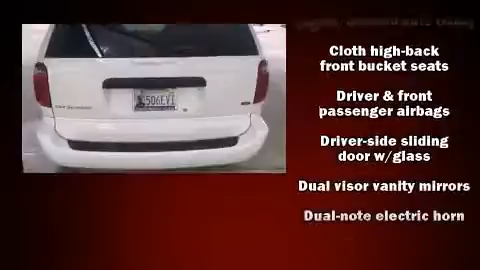 Cloth high-back
front bucket seats
Driver & front
passenger airbags
Driver-side sliding
door w/glass
Dual visor vanity mirrors
Dual-note electric horn
506EVI